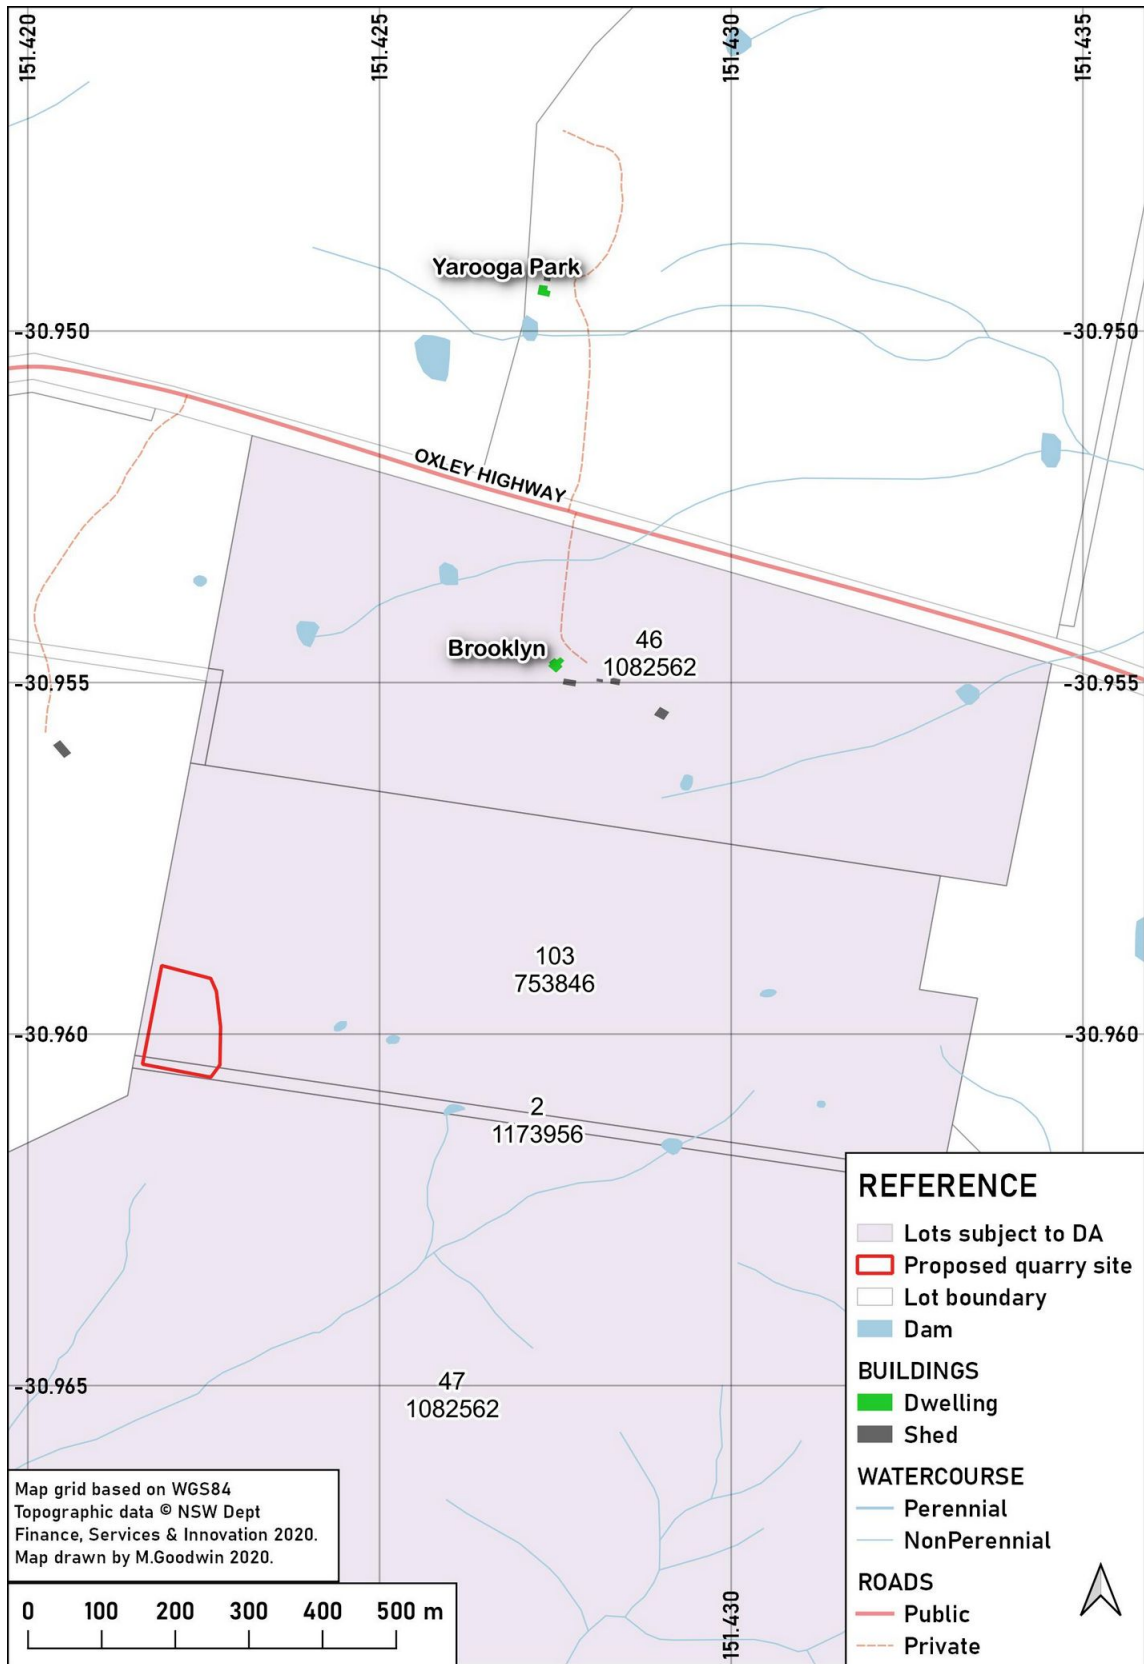 151.420
151.425
151.430
151.435
Yarooga Park
-30.950
-30.950
OXLEY HIGHWAY
46
1082562
Brooklyn
-30.955
-30.955
103
753846
-30.960
-30.960
2
1173956
47
1082562
-30.965
REFERENCE
Lots subject to DA
Proposed quarry site
Lot boundary
Dam
BUILDINGS
Dwelling
Shed
WATERCOURSE
Perennial
NonPerennial
ROADS
Public
Private
Map grid based on WGS84
Topographic data © NSW Dept
Finance, Services & Innovation 2020.
Map drawn by M.Goodwin 2020.
0 100 200 300 400 500 m
151.430